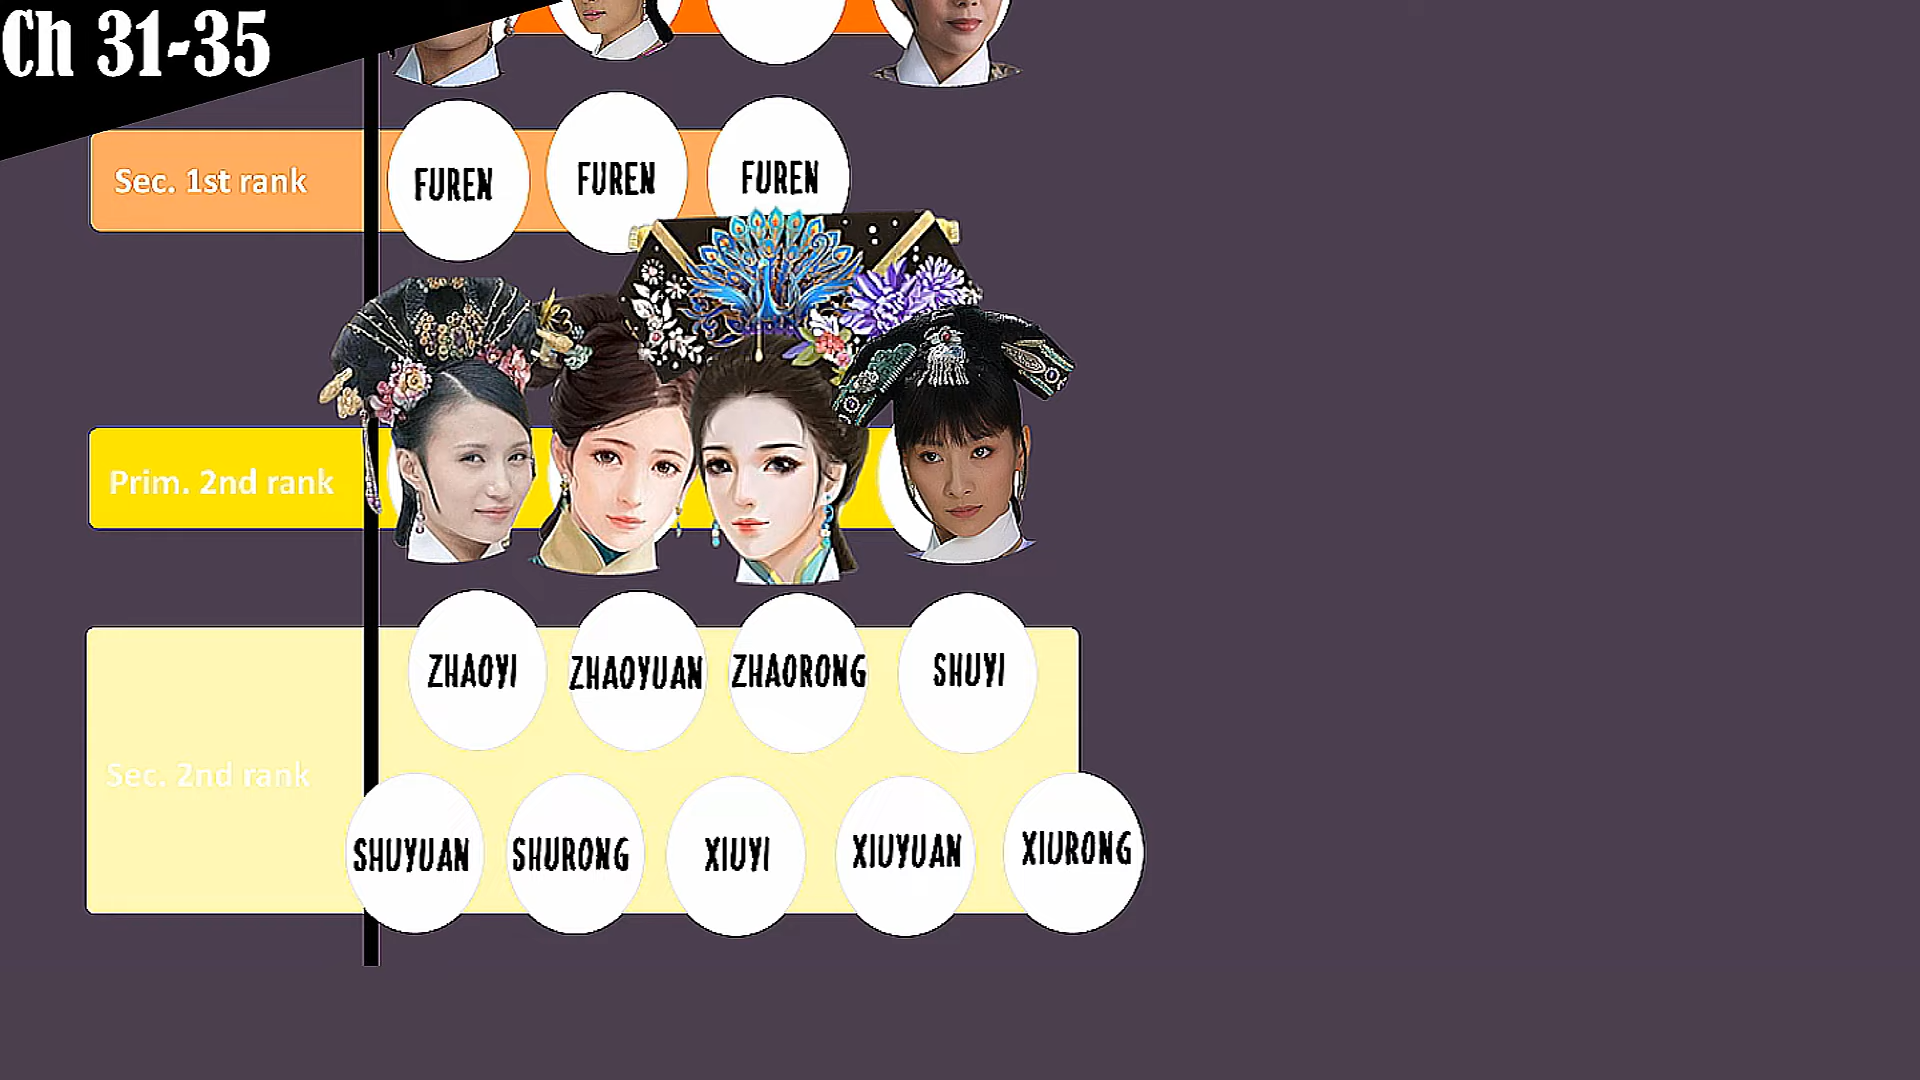 Ch 31-35
Sec. 1st rank
FUREN
FUREN
FUREN
Prim. 2nd rank
ZHAOYI
ZHAOYUAN
ZHAORONG
SHUYI
Sec. 2nd rank
SHUYUAN
SHURONG
XIUYI
XIUYUAN
XIURONG